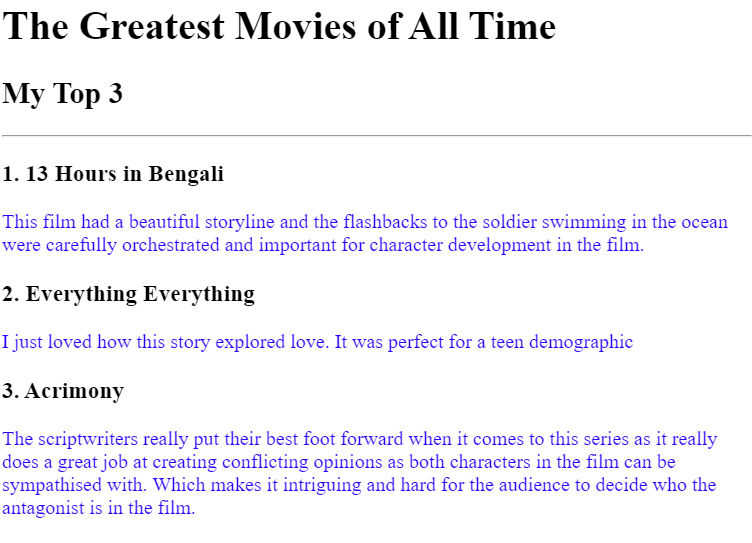 The Greatest Movies of All Time
My Top 3
1. 13 Hours in Bengali
This film had a beautiful storyline and the flashbacks to the soldier swimming in the ocean
were carefully orchestrated and important for character development in the film.
2. Everything Everything
I just loved how this story explored love. It was perfect for a teen demographic
3. Acrimony
The scriptwriters really put their best foot forward when it comes to this series as it really
does a great job at creating conflicting opinions as both characters in the film can be
sympathised with. Which makes it intriguing and hard for the audience to decide who the
antagonist is in the film.